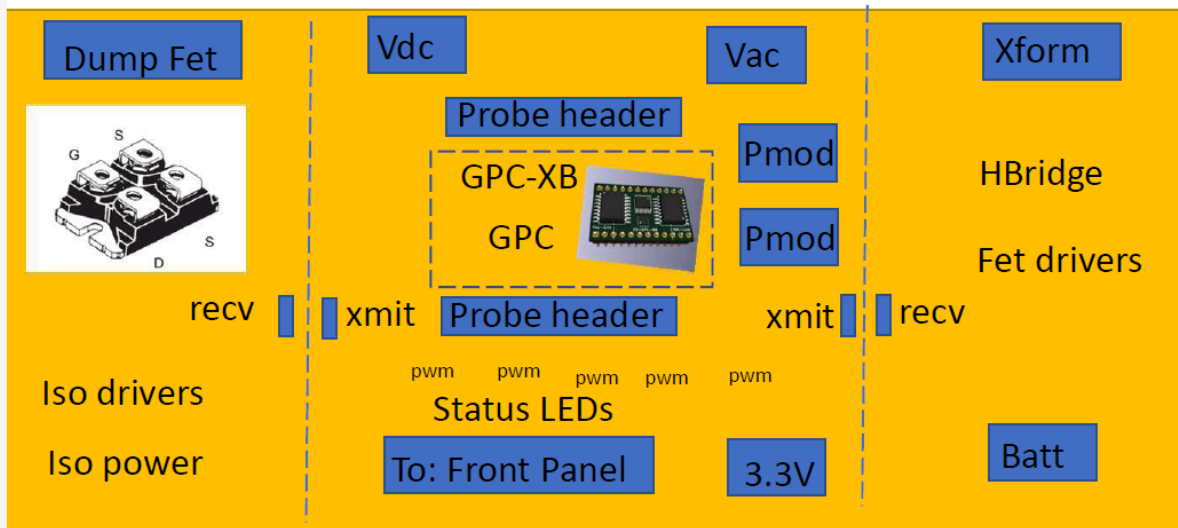 Dump Fet
Vdc
Vac
Xform
S
G
S
D
Probe header
GPC-XB
GPC
Pmod
Pmod
HBridge
Fet drivers
recv
xmit
Probe header
xmit
recv
pwm
pwm
pwm
pwm
pwm
Status LEDs
Iso drivers
Iso power
To: Front Panel
3.3V
Batt